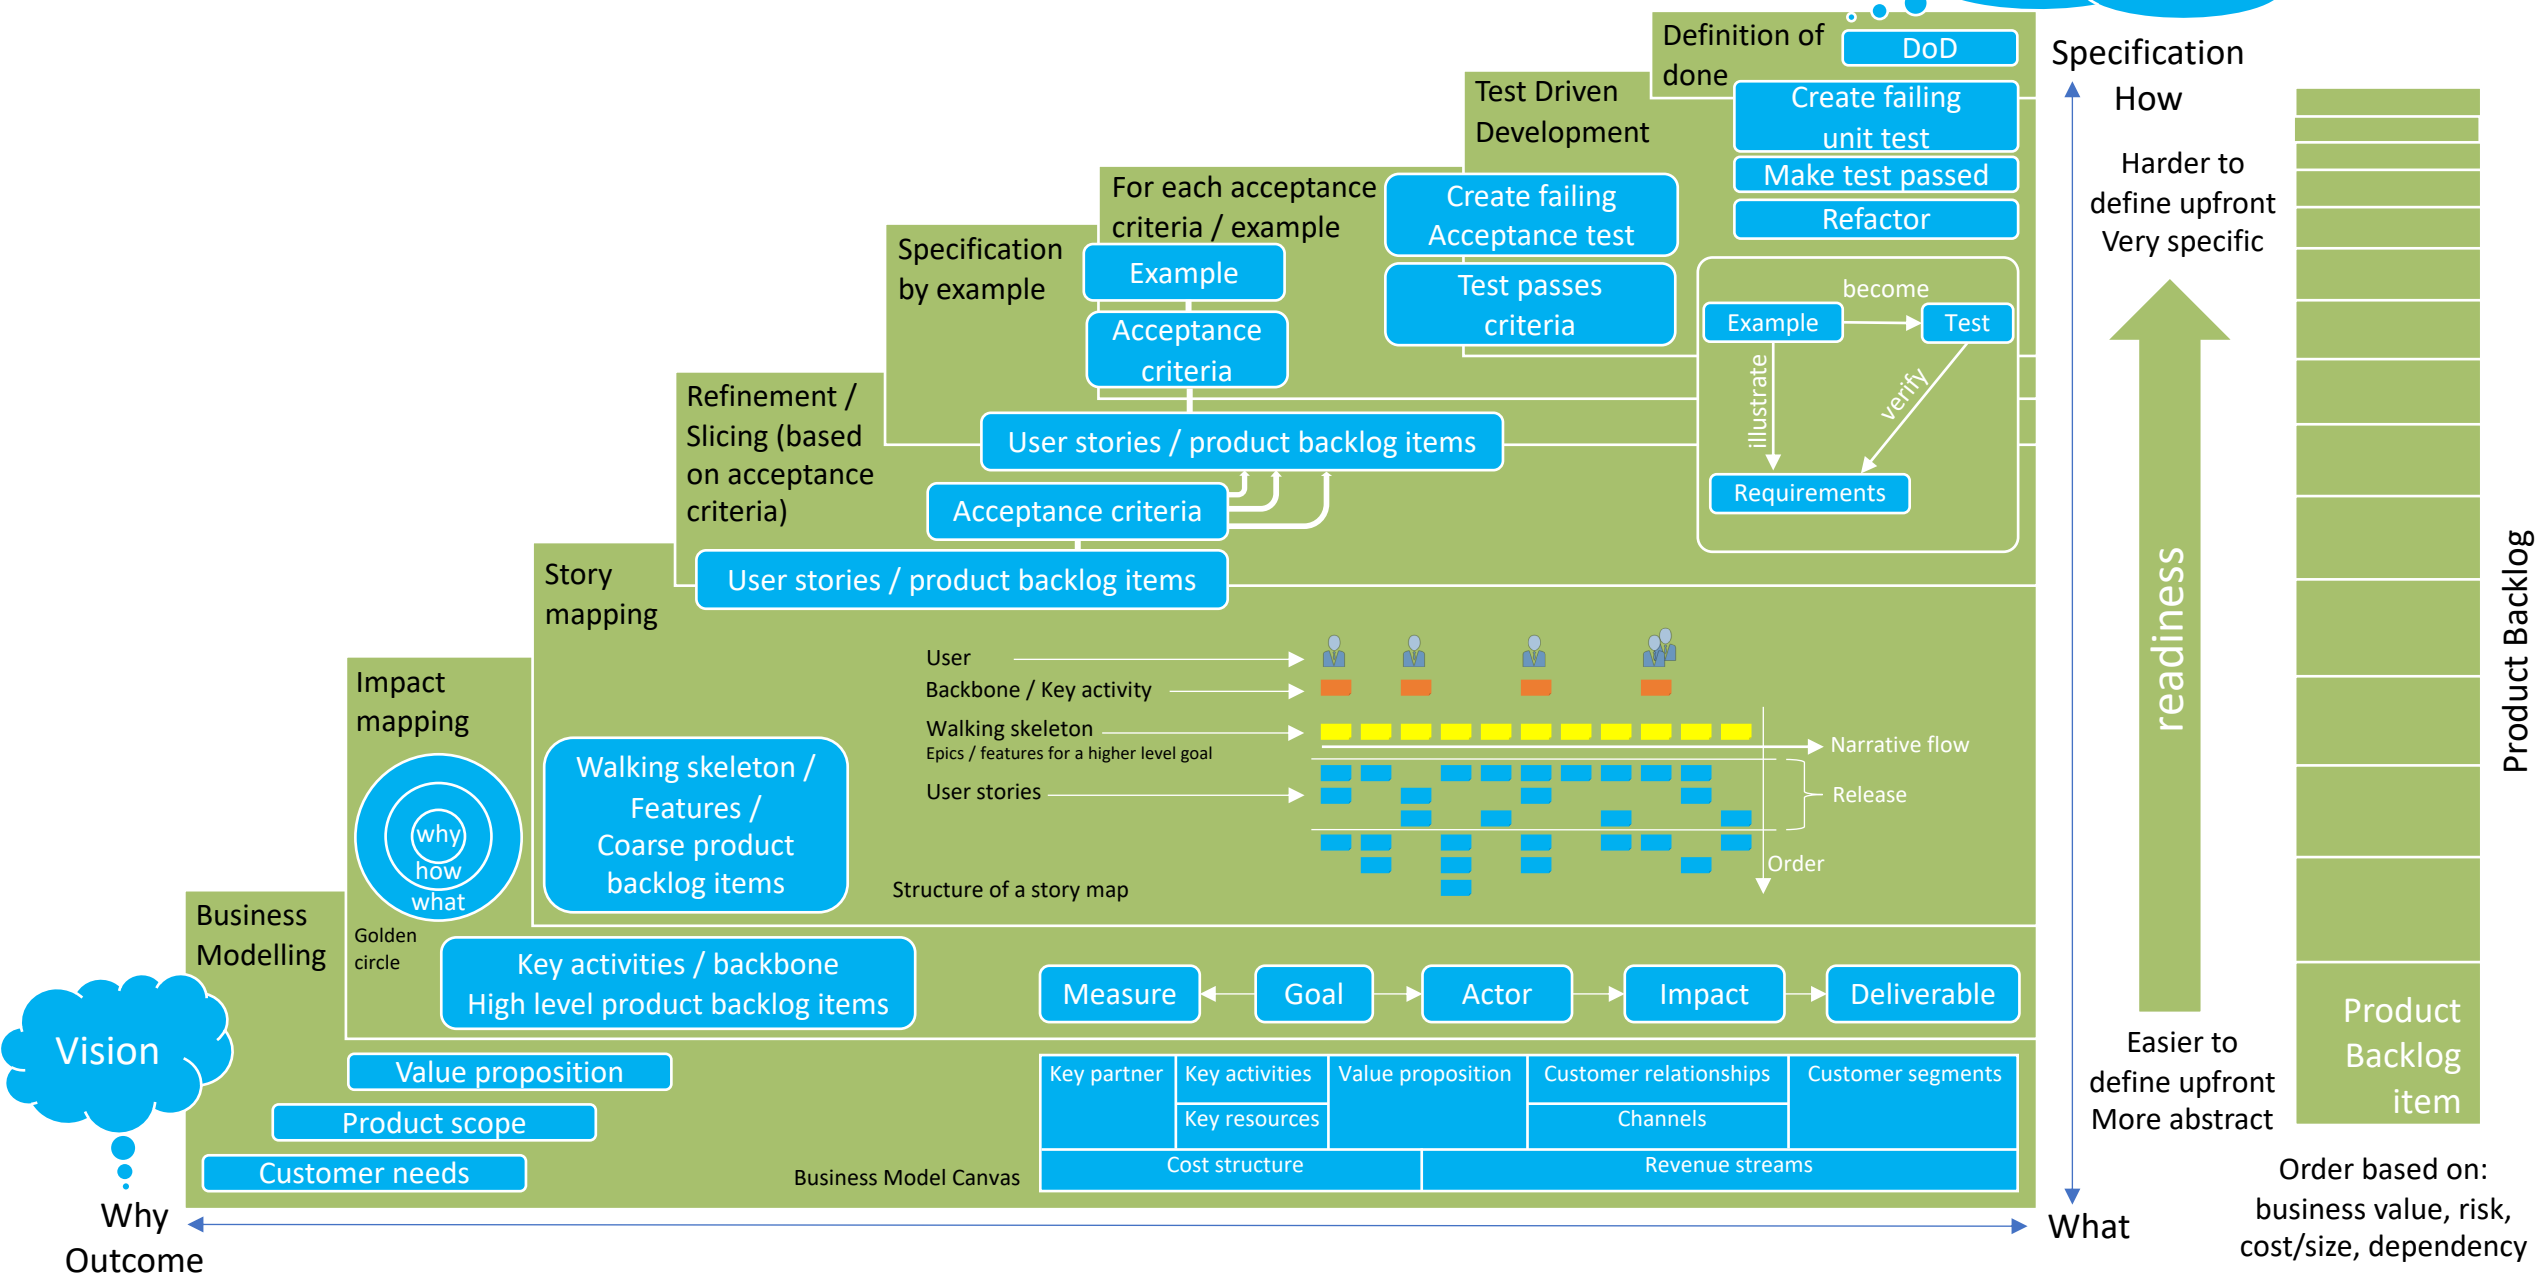 Definition of
done
DoD
Specification
How
Test Driven
Development
Create failing
unit test
Make test passed
Refactor
Harder to
define upfront
Very specific
For each acceptance
criteria / example
Create failing
Acceptance test
Test passes
criteria
Specification
by example
Example
Acceptance
criteria
become
Example
Test
illustrate
verify
Requirements
Refinement /
Slicing (based
on acceptance
criteria)
User stories / product backlog items
Acceptance criteria
User stories / product backlog items
readiness
Product Backlog
Story
mapping
User
Backbone / Key activity
Walking skeleton
Epics / features for a higher level goal
User stories
Narrative flow
Release
Order
Structure of a story map
Walking skeleton /
Features /
Coarse product
backlog items
Impact
mapping
why
how
what
Golden
circle
Key activities / backbone
High level product backlog items
Measure
Goal
Actor
Impact
Deliverable
Business
Modelling
Vision
Value proposition
Product scope
Customer needs
Business Model Canvas
Key partner
Key activities
Key resources
Value proposition
Customer relationships
Channels
Customer segments
Cost structure
Revenue streams
Easier to
define upfront
More abstract
Product
Backlog
item
Why
Outcome
What
Order based on:
business value, risk,
cost/size, dependency